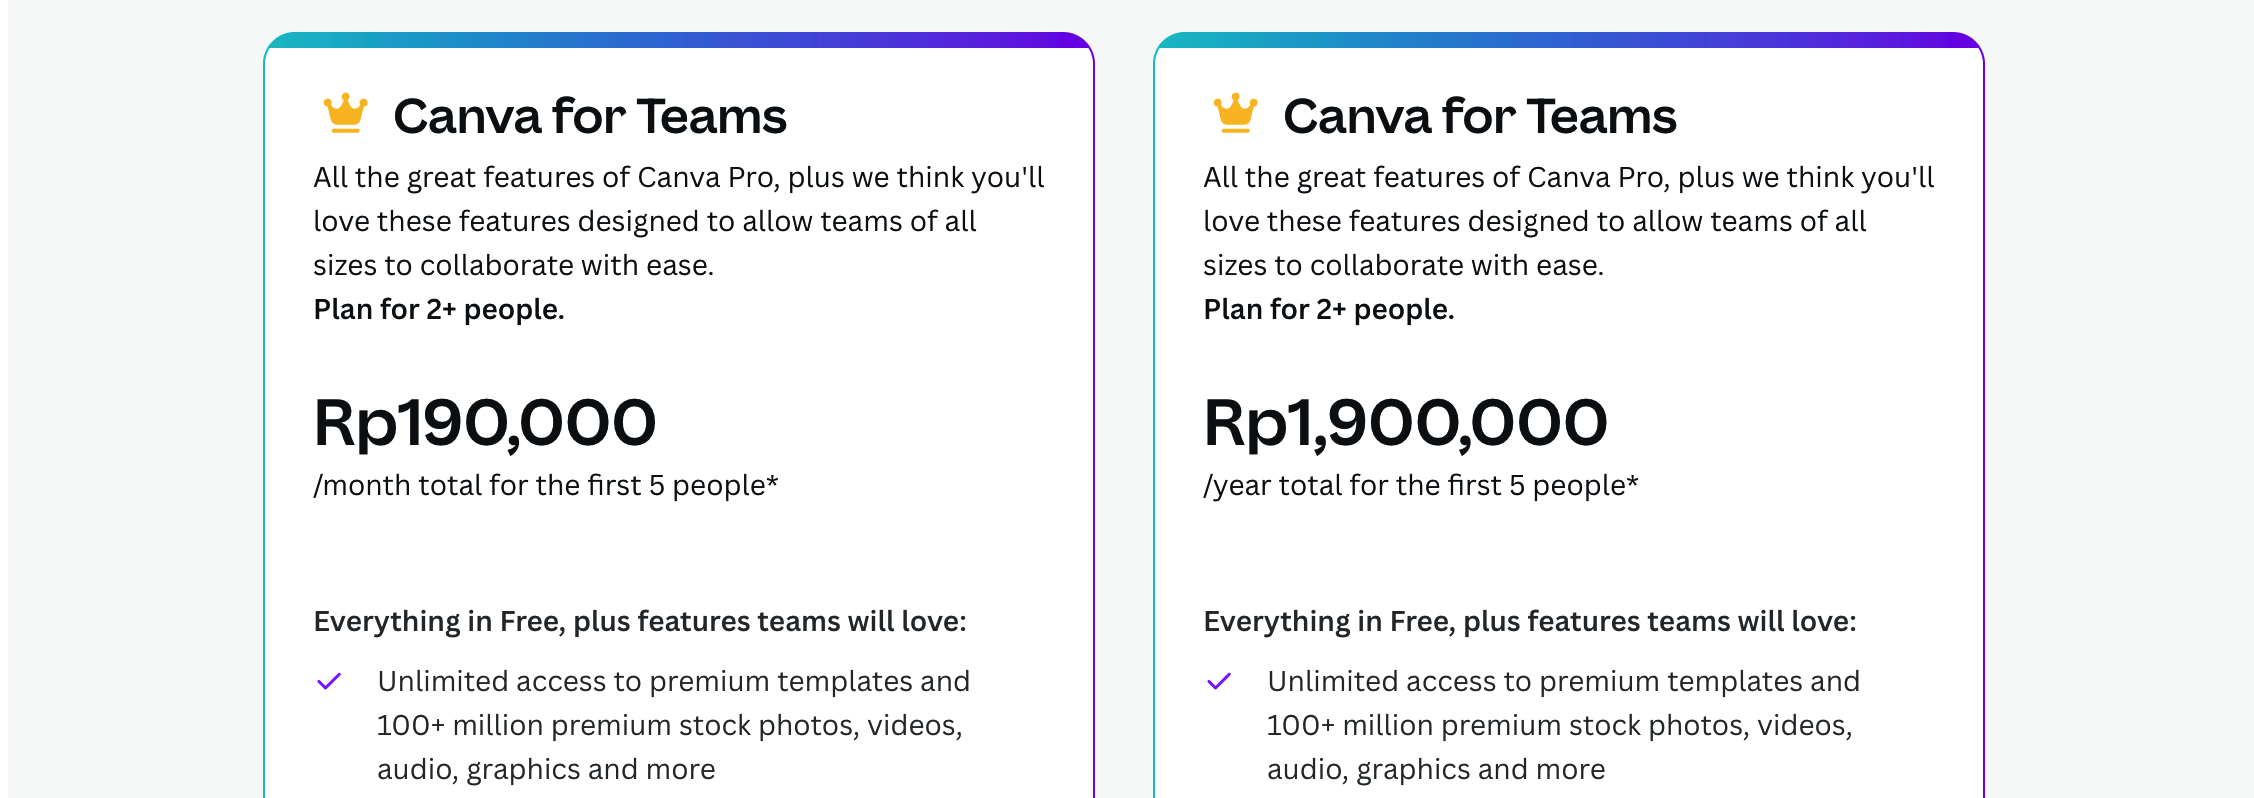 Canva for Teams
All the great features of Canva Pro, plus we think you'll
love these features designed to allow teams of all
sizes to collaborate with ease.
Plan for 2+ people.
Rp190,000
/month total for the first 5 people*
Everything in Free, plus features teams will love:
Unlimited access to premium templates and
100+ million premium stock photos, videos,
audio, graphics and more
Canva for Teams
All the great features of Canva Pro, plus we think you'll
love these features designed to allow teams of all
sizes to collaborate with ease.
Plan for 2+ people.
Rp1,900,000
/year total for the first 5 people*
Everything in Free, plus features teams will love:
Unlimited access to premium templates and
100+ million premium stock photos, videos,
audio, graphics and more